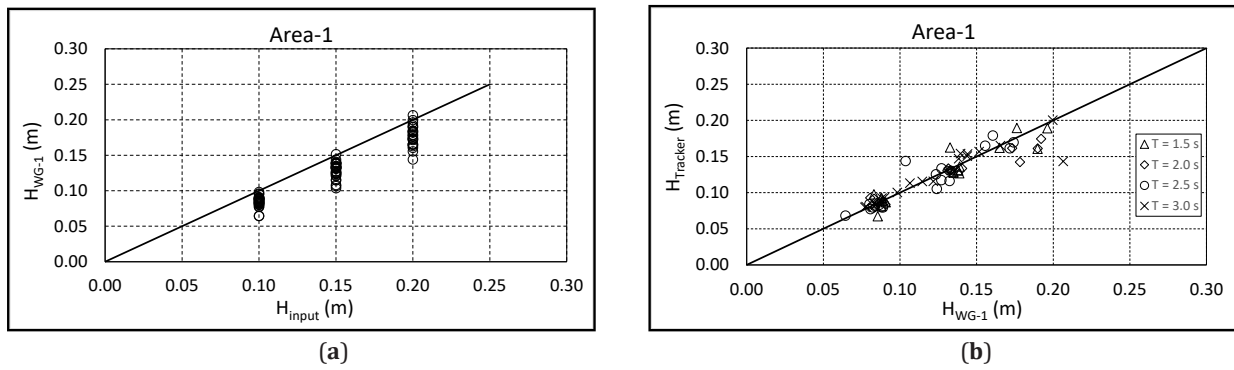 Area-1
0.30
0.25
0.20
0.15
0.10
0.05
0.00
H_WG-1 (m)
0.00 0.05 0.10 0.15 0.20 0.25 0.30
H_input (m)
(a)
Area-1
0.30
0.25
0.20
0.15
0.10
0.05
0.00
H_Tracker (m)
T = 1.5 s
T = 2.0 s
T = 2.5 s
T = 3.0 s
0.00 0.05 0.10 0.15 0.20 0.25 0.30
H_WG-1 (m)
(b)